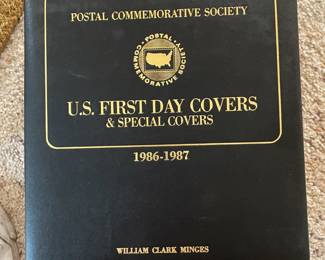 POSTAL COMMEMORATIVE SOCIETY
POSTAL
COMMEMORATIVE SOCIETY
U.S. FIRST DAY COVERS
& SPECIAL COVERS
1986-1987
WILLIAM CLARK MINGES